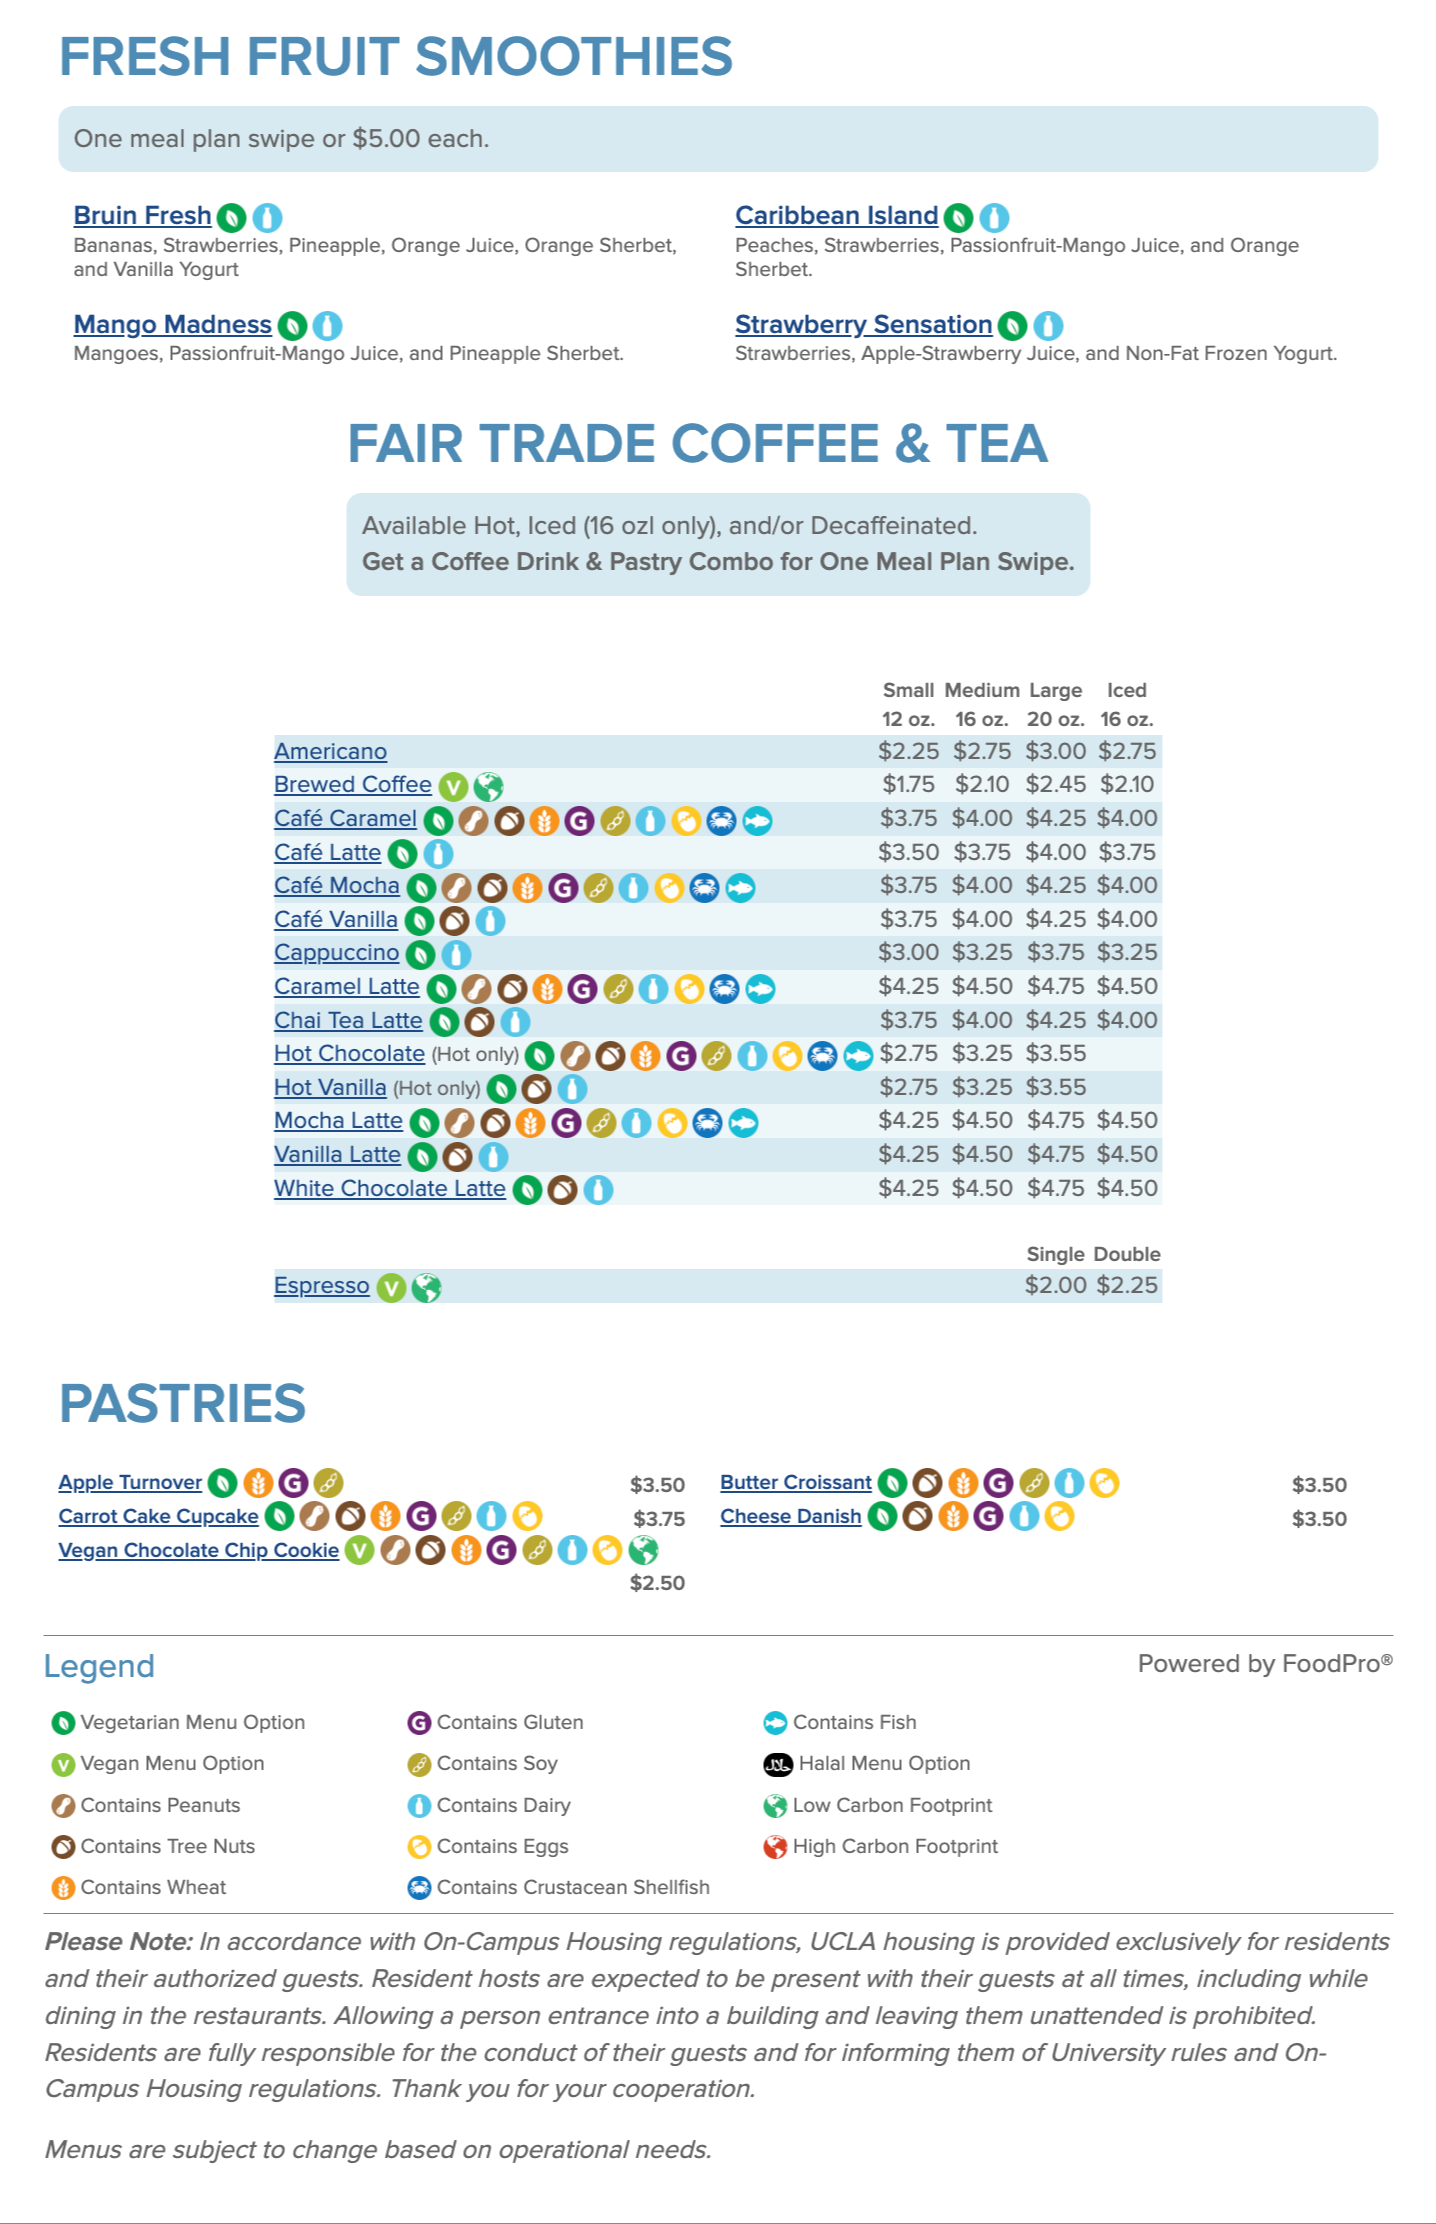 FRESH FRUIT SMOOTHIES
One meal plan swipe or $5.00 each.
Bruin Fresh
Bananas, Strawberries, Pineapple, Orange Juice, Orange Sherbet,
and Vanilla Yogurt
Caribbean Island
Peaches, Strawberries, Passionfruit-Mango Juice, and Orange
Sherbet.
Mango Madness
Mangoes, Passionfruit-Mango Juice, and Pineapple Sherbet.
Strawberry Sensation
Strawberries, Apple-Strawberry Juice, and Non-Fat Frozen Yogurt.
FAIR TRADE COFFEE & TEA
Available Hot, Iced (16 ozl only), and/or Decaffeinated.
Get a Coffee Drink & Pastry Combo for One Meal Plan Swipe.
Small Medium Large Iced
12 oz. 16 oz. 20 oz. 16 oz.
Americano $2.25 $2.75 $3.00 $2.75
Brewed Coffee V $1.75 $2.10 $2.45 $2.10
Café Caramel G $3.75 $4.00 $4.25 $4.00
Café Latte $3.50 $3.75 $4.00 $3.75
Café Mocha G $3.75 $4.00 $4.25 $4.00
Café Vanilla $3.75 $4.00 $4.25 $4.00
Cappuccino $3.00 $3.25 $3.75 $3.25
Caramel Latte G $4.25 $4.50 $4.75 $4.50
Chai Tea Latte $3.75 $4.00 $4.25 $4.00
Hot Chocolate (Hot only) G $2.75 $3.25 $3.55
Hot Vanilla (Hot only) $2.75 $3.25 $3.55
Mocha Latte G $4.25 $4.50 $4.75 $4.50
Vanilla Latte $4.25 $4.50 $4.75 $4.50
White Chocolate Latte $4.25 $4.50 $4.75 $4.50
Single Double
Espresso V $2.00 $2.25
PASTRIES
Apple Turnover G $3.50
Butter Croissant G $3.50
Carrot Cake Cupcake G $3.75
Cheese Danish G $3.50
Vegan Chocolate Chip Cookie V G
$2.50
Legend
Powered by FoodPro®
Vegetarian Menu Option
V Vegan Menu Option
Contains Peanuts
Contains Tree Nuts
Contains Wheat
G Contains Gluten
Contains Soy
Contains Dairy
Contains Eggs
Contains Crustacean Shellfish
Contains Fish
حلال Halal Menu Option
Low Carbon Footprint
High Carbon Footprint
Please Note: In accordance with On-Campus Housing regulations, UCLA housing is provided exclusively for residents
and their authorized guests. Resident hosts are expected to be present with their guests at all times, including while
dining in the restaurants. Allowing a person entrance into a building and leaving them unattended is prohibited.
Residents are fully responsible for the conduct of their guests and for informing them of University rules and On-
Campus Housing regulations. Thank you for your cooperation.
Menus are subject to change based on operational needs.